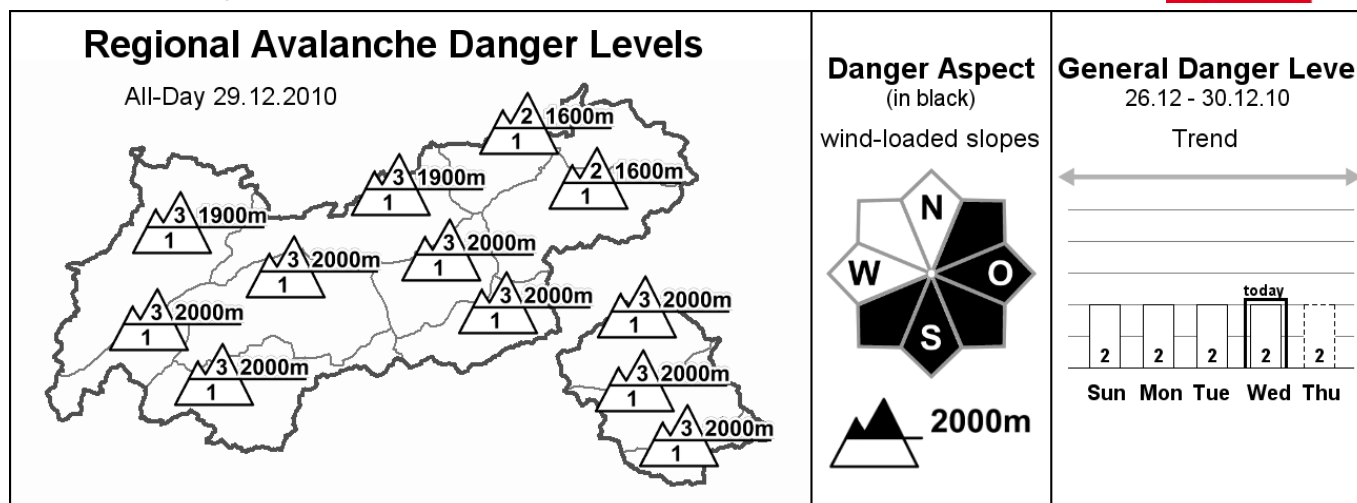 Regional Avalanche Danger Levels
All-Day 29.12.2010
2 1600m
1
3 1900m
1
2 1600m
1
3 1900m
1
3 2000m
1
3 2000m
1
3 2000m
1
3 2000m
1
3 2000m
1
3 2000m
1
3 2000m
1
3 2000m
1
Danger Aspect
(in black)
wind-loaded slopes
N
W O
S
2000m
General Danger Leve
26.12 - 30.12.10
Trend
today
2 2 2 2 2
Sun Mon Tue Wed Thu